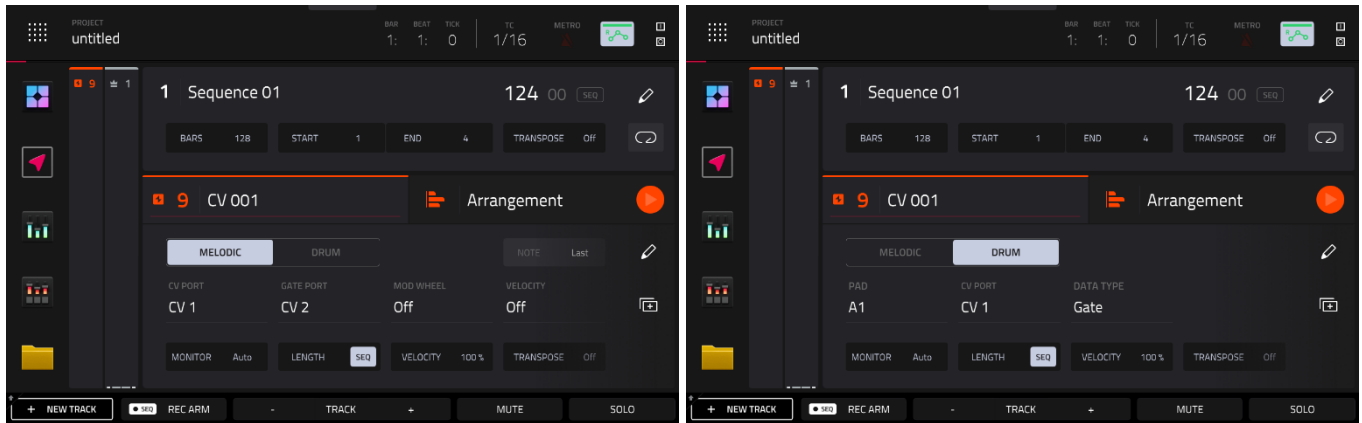 PROJECT BAR BEAT TICK TC METRO
untitled 1: 1: 0 1/16
9 1
1 Sequence 01 124 00 SEQ
BARS 128 START 1 END 4 TRANSPOSE Off
9 CV 001 Arrangement
MELODIC DRUM NOTE Last
CV PORT GATE PORT MOD WHEEL VELOCITY
CV 1 CV 2 Off Off
MONITOR Auto LENGTH SEQ VELOCITY 100 % TRANSPOSE Off
+ NEW TRACK SEQ REC ARM - TRACK + MUTE SOLO
PROJECT BAR BEAT TICK TC METRO
untitled 1: 1: 0 1/16
9 1
1 Sequence 01 124 00 SEQ
BARS 128 START 1 END 4 TRANSPOSE Off
9 CV 001 Arrangement
MELODIC DRUM
PAD CV PORT DATA TYPE
A1 CV 1 Gate
MONITOR Auto LENGTH SEQ VELOCITY 100 % TRANSPOSE Off
+ NEW TRACK SEQ REC ARM - TRACK + MUTE SOLO